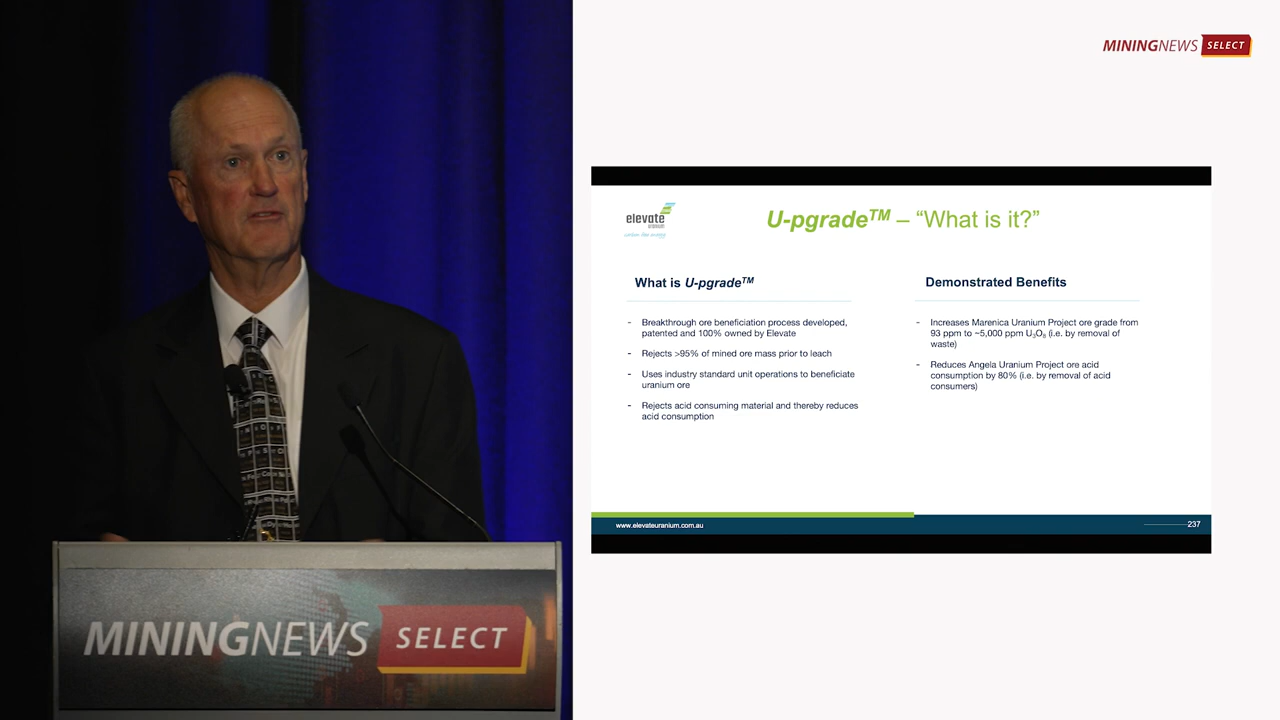 MININGNEWS SELECT
elevate
uranium
carbon free energy
U-pgradeTM – “What is it?”
What is U-pgradeTM
- Breakthrough ore beneficiation process developed,
patented and 100% owned by Elevate
- Rejects >95% of mined ore mass prior to leach
- Uses industry standard unit operations to beneficiate
uranium ore
- Rejects acid consuming material and thereby reduces
acid consumption
Demonstrated Benefits
- Increases Marenica Uranium Project ore grade from
93 ppm to ~5,000 ppm U3O8 (i.e. by removal of
waste)
- Reduces Angela Uranium Project ore acid
consumption by 80% (i.e. by removal of acid
consumers)
www.elevateuranium.com.au
237
MININGNEWS SELECT